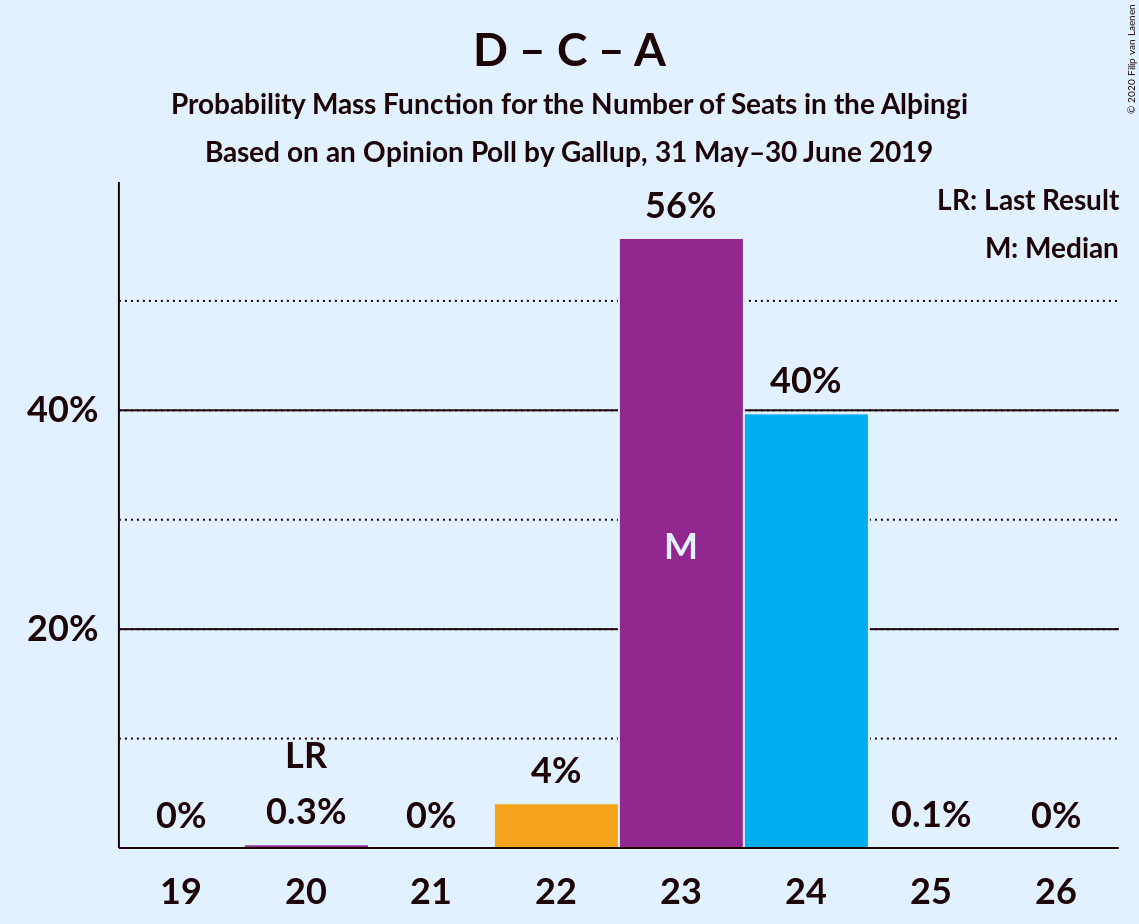 D – C – A
Probability Mass Function for the Number of Seats in the Alþingi
Based on an Opinion Poll by Gallup, 31 May–30 June 2019
© 2020 Filip van Laenen
LR: Last Result
M: Median
56%
40%
40%
M
20%
LR
4%
0%
0.3%
0%
0.1%
0%
19 20 21 22 23 24 25 26